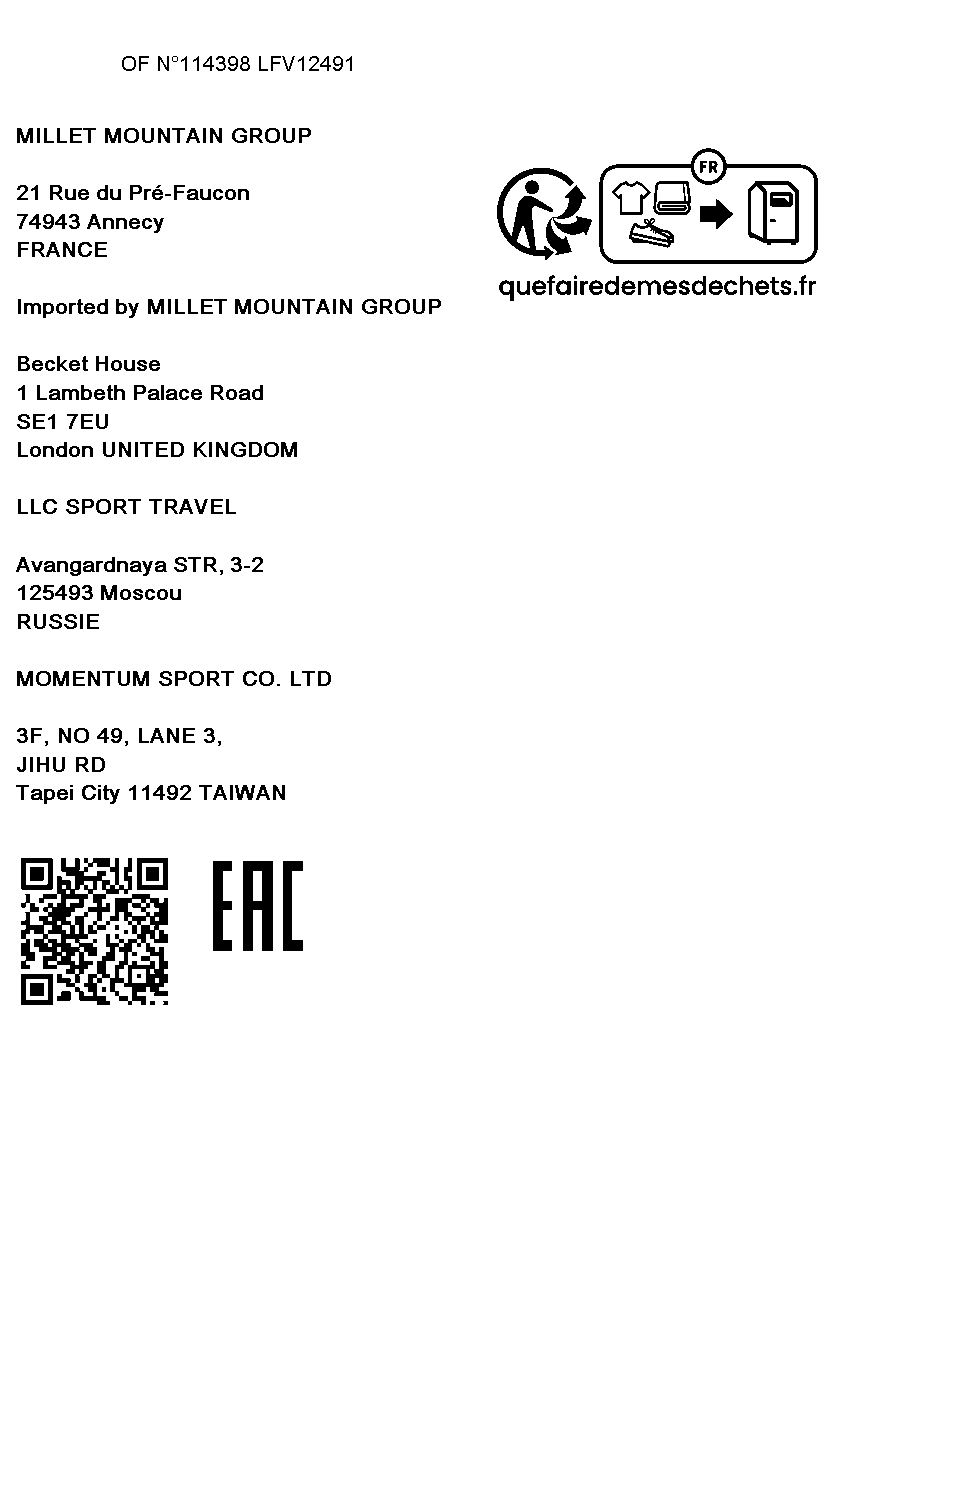 OF N°114398 LFV12491
MILLET MOUNTAIN GROUP
21 Rue du Pré-Faucon
74943 Annecy
FRANCE
Imported by MILLET MOUNTAIN GROUP
Becket House
1 Lambeth Palace Road
SE1 7EU
London UNITED KINGDOM
LLC SPORT TRAVEL
Avangardnaya STR, 3-2
125493 Moscou
RUSSIE
MOMENTUM SPORT CO. LTD
3F, NO 49, LANE 3,
JIHU RD
Tapei City 11492 TAIWAN
EAC
FR
quefairedemesdechets.fr